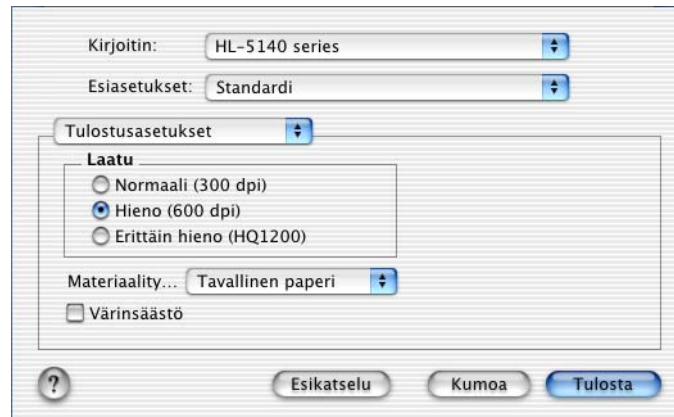 Kirjoitin: HL-5140 series
Esiasetukset: Standardi
Tulostusasetukset
Laatu
Normaali (300 dpi)
Hieno (600 dpi)
Erittäin hieno (HQ1200)
Materiaality... Tavallinen paperi
Värinsäästö
? Esikatselu Kumoa Tulosta